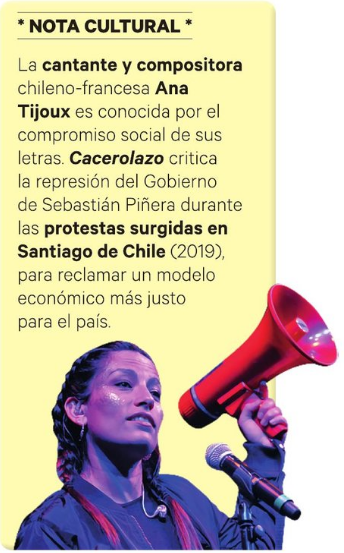 * NOTA CULTURAL *
La cantante y compositora
chileno-francesa Ana
Tijoux es conocida por el
compromiso social de sus
letras. Cacerolazo critica
la represión del Gobierno
de Sebastián Piñera durante
las protestas surgidas en
Santiago de Chile (2019),
para reclamar un modelo
económico más justo
para el país.